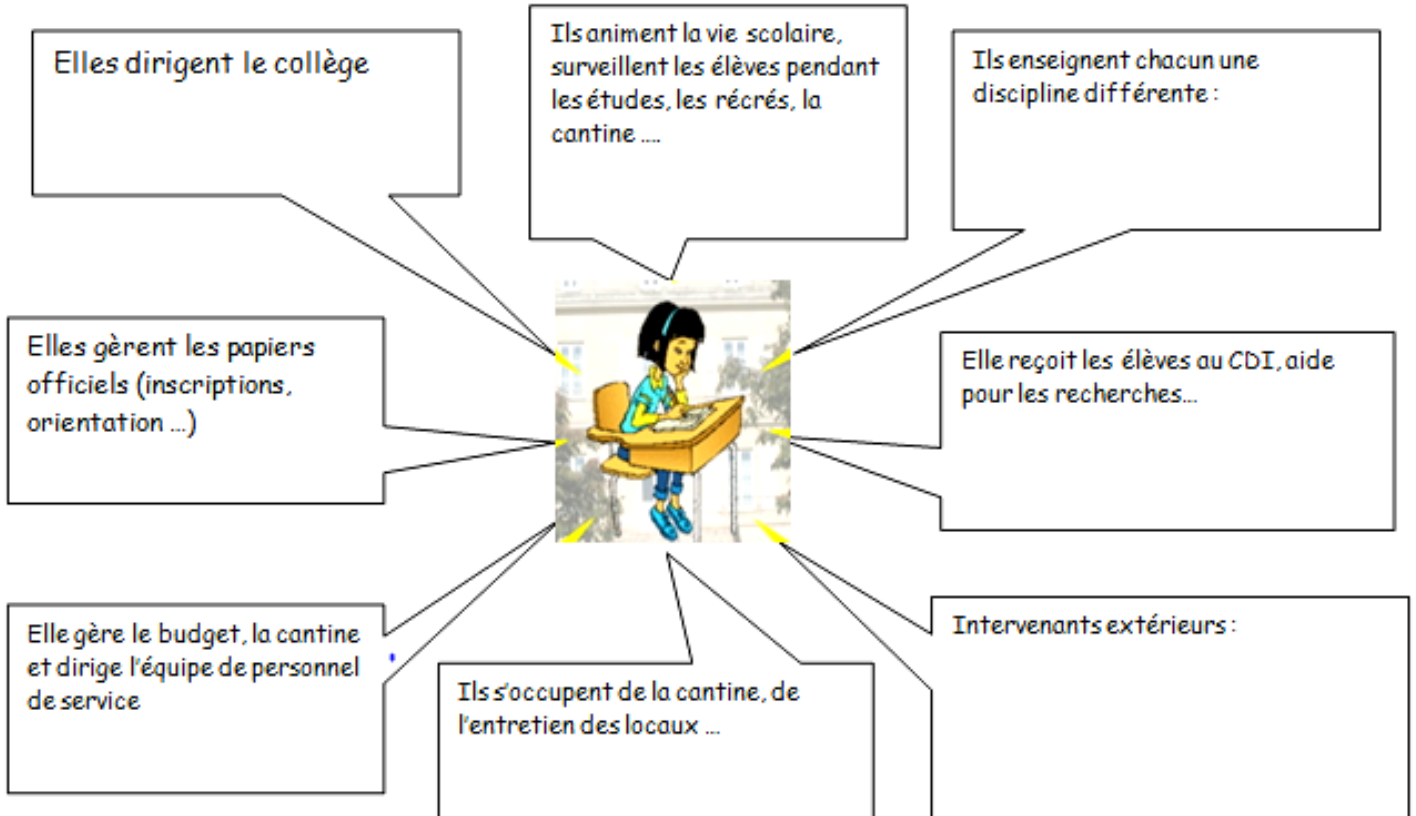 Elles dirigent le collège
Ils animent la vie scolaire,
surveillent les élèves pendant
les études, les récrés, la
cantine ....
Ils enseignent chacun une
discipline différente :
Elles gèrent les papiers
officiels (inscriptions,
orientation ...)
Elle reçoit les élèves au CDI, aide
pour les recherches...
Elle gère le budget, la cantine
et dirige l'équipe de personnel
de service
Ils s'occupent de la cantine, de
l'entretien des locaux ...
Intervenants extérieurs :